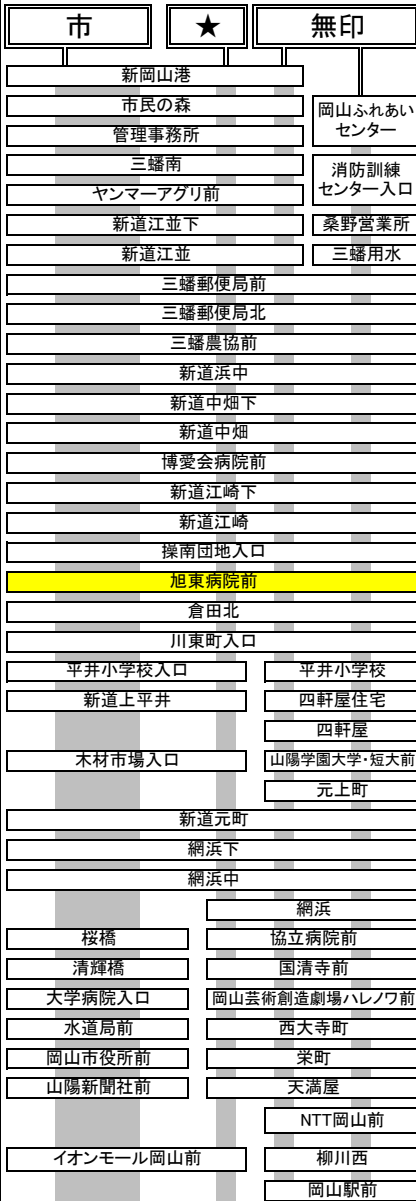 市 ★ 無印
新岡山港
市民の森
岡山ふれあい
センター
管理事務所
三蟠南
消防訓練
センター入口
ヤンマーアグリ前
新道江並下 桑野営業所
新道江並 三蟠用水
三蟠郵便局前
三蟠郵便局北
三蟠農協前
新道浜中
新道中畑下
新道中畑
博愛会病院前
新道江崎下
新道江崎
操南団地入口
旭東病院前
倉田北
川東町入口
平井小学校入口 平井小学校
新道上平井 四軒屋住宅
四軒屋
木材市場入口 山陽学園大学・短大前
元上町
新道元町
網浜下
網浜中
網浜
桜橋 協立病院前
清輝橋 国清寺前
大学病院入口 岡山芸術創造劇場ハレノワ前
水道局前 西大寺町
岡山市役所前 栄町
山陽新聞社前 天満屋
NTT岡山前
イオンモール岡山前 柳川西
岡山駅前